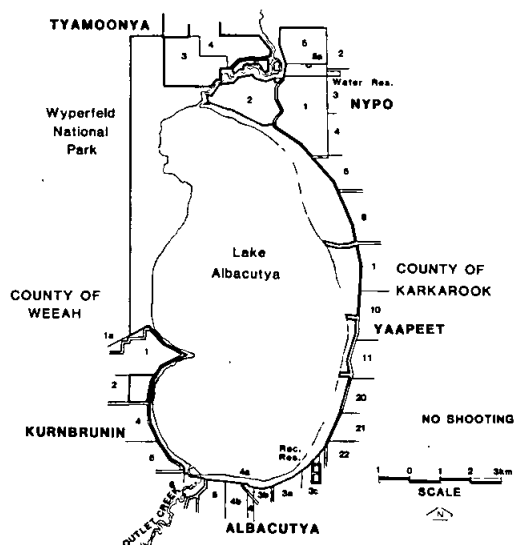 TYAMOONYA
3
4
5
5a
2
Water Res.
3
NYPO
2
1
4
Wyperfeld
National
Park
5
8
Lake
Albacutya
1
COUNTY OF
KARKAROOK
COUNTY OF
WEEAH
10
YAAPEET
1a
1
11
2
20
4
NO SHOOTING
KURNBRUNIN
21
22
Rec.
Res.
6
4a
1 0 1 2 3km
SCALE
N
6
5
4b
3b
3a
3c
4
OUTLET CREEK
ALBACUTYA